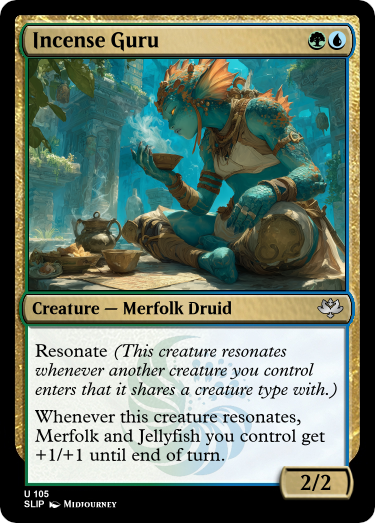 Incense Guru
Creature — Merfolk Druid
Resonate (This creature resonates
whenever another creature you control
enters that it shares a creature type with.)
Whenever this creature resonates,
Merfolk and Jellyfish you control get
+1/+1 until end of turn.
2/2
U 105
SLIP Midjourney